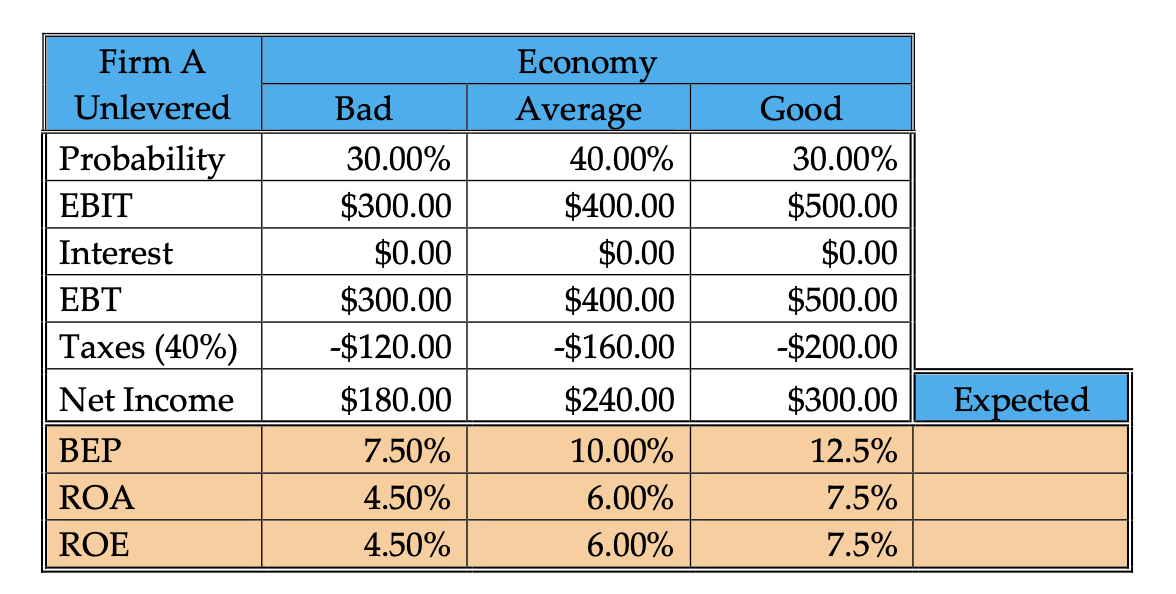 Firm A Economy
Unlevered Bad Average Good
Probability 30.00% 40.00% 30.00%
EBIT $300.00 $400.00 $500.00
Interest $0.00 $0.00 $0.00
EBT $300.00 $400.00 $500.00
Taxes (40%) -$120.00 -$160.00 -$200.00
Net Income $180.00 $240.00 $300.00 Expected
BEP 7.50% 10.00% 12.5%
ROA 4.50% 6.00% 7.5%
ROE 4.50% 6.00% 7.5%